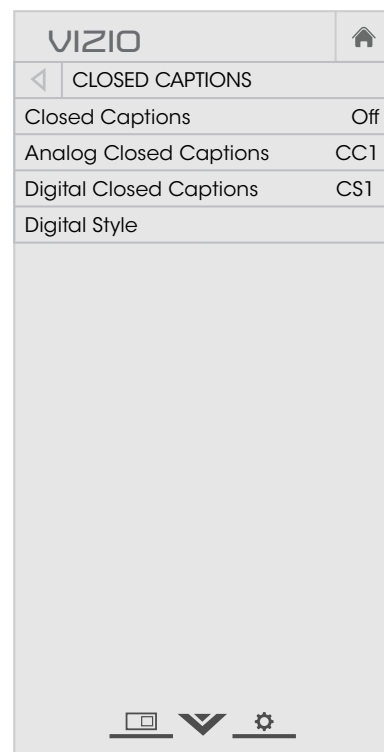 VIZIO
CLOSED CAPTIONS
Closed Captions Off
Analog Closed Captions CC1
Digital Closed Captions CS1
Digital Style